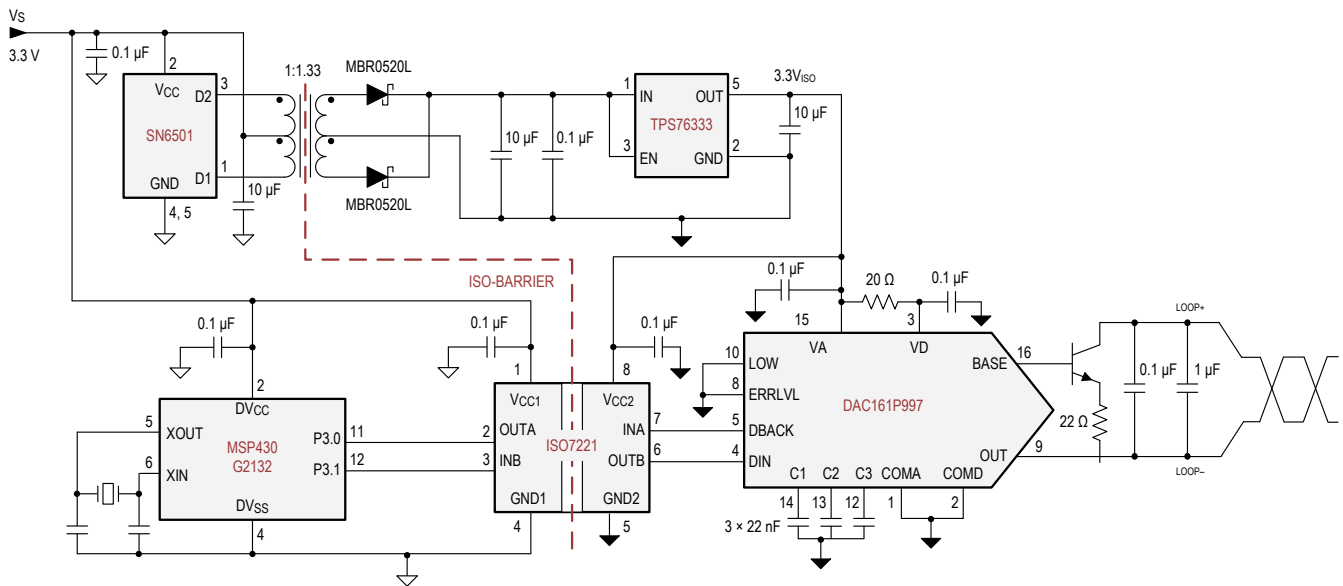 VS
3.3 V
0.1 µF
2
VCC
D2
3
SN6501
D1
1
GND
4, 5
10 µF
1:1.33
MBR0520L
MBR0520L
10 µF
0.1 µF
1
IN
OUT
5
TPS76333
3
EN
GND
2
3.3VISO
10 µF
ISO-BARRIER
0.1 µF
2
DVCC
5
XOUT
P3.0
11
MSP430
G2132
6
XIN
P3.1
12
DVSS
4
0.1 µF
1
VCC1
OUTA
2
INB
3
GND1
4
ISO7221
0.1 µF
8
VCC2
INA
7
OUTB
6
GND2
5
0.1 µF
20 Ω
0.1 µF
15
3
VA
VD
10
LOW
8
ERRLVL
5
DBACK
4
DIN
DAC161P997
BASE
16
OUT
9
C1
C2
C3
COMA
COMD
14
13
12
1
2
3 × 22 nF
22 Ω
0.1 µF
1 µF
LOOP+
LOOP–